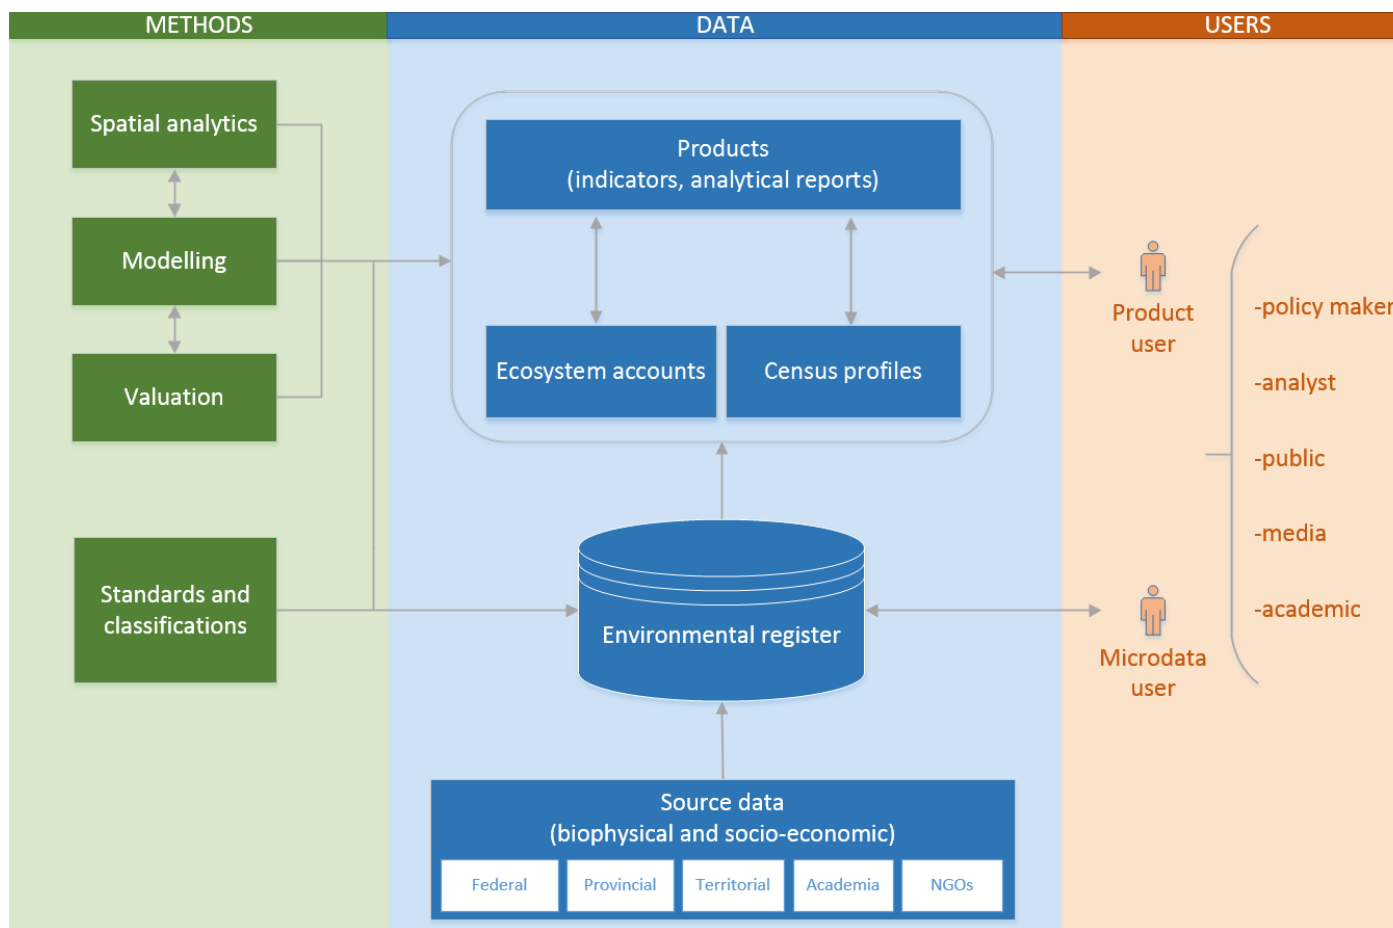 METHODS
DATA
USERS
Spatial analytics
Modelling
Valuation
Standards and
classifications
Products
(indicators, analytical reports)
Ecosystem accounts
Census profiles
Environmental register
Source data
(biophysical and socio-economic)
Federal
Provincial
Territorial
Academia
NGOs
Product
user
Microdata
user
-policy maker
-analyst
-public
-media
-academic